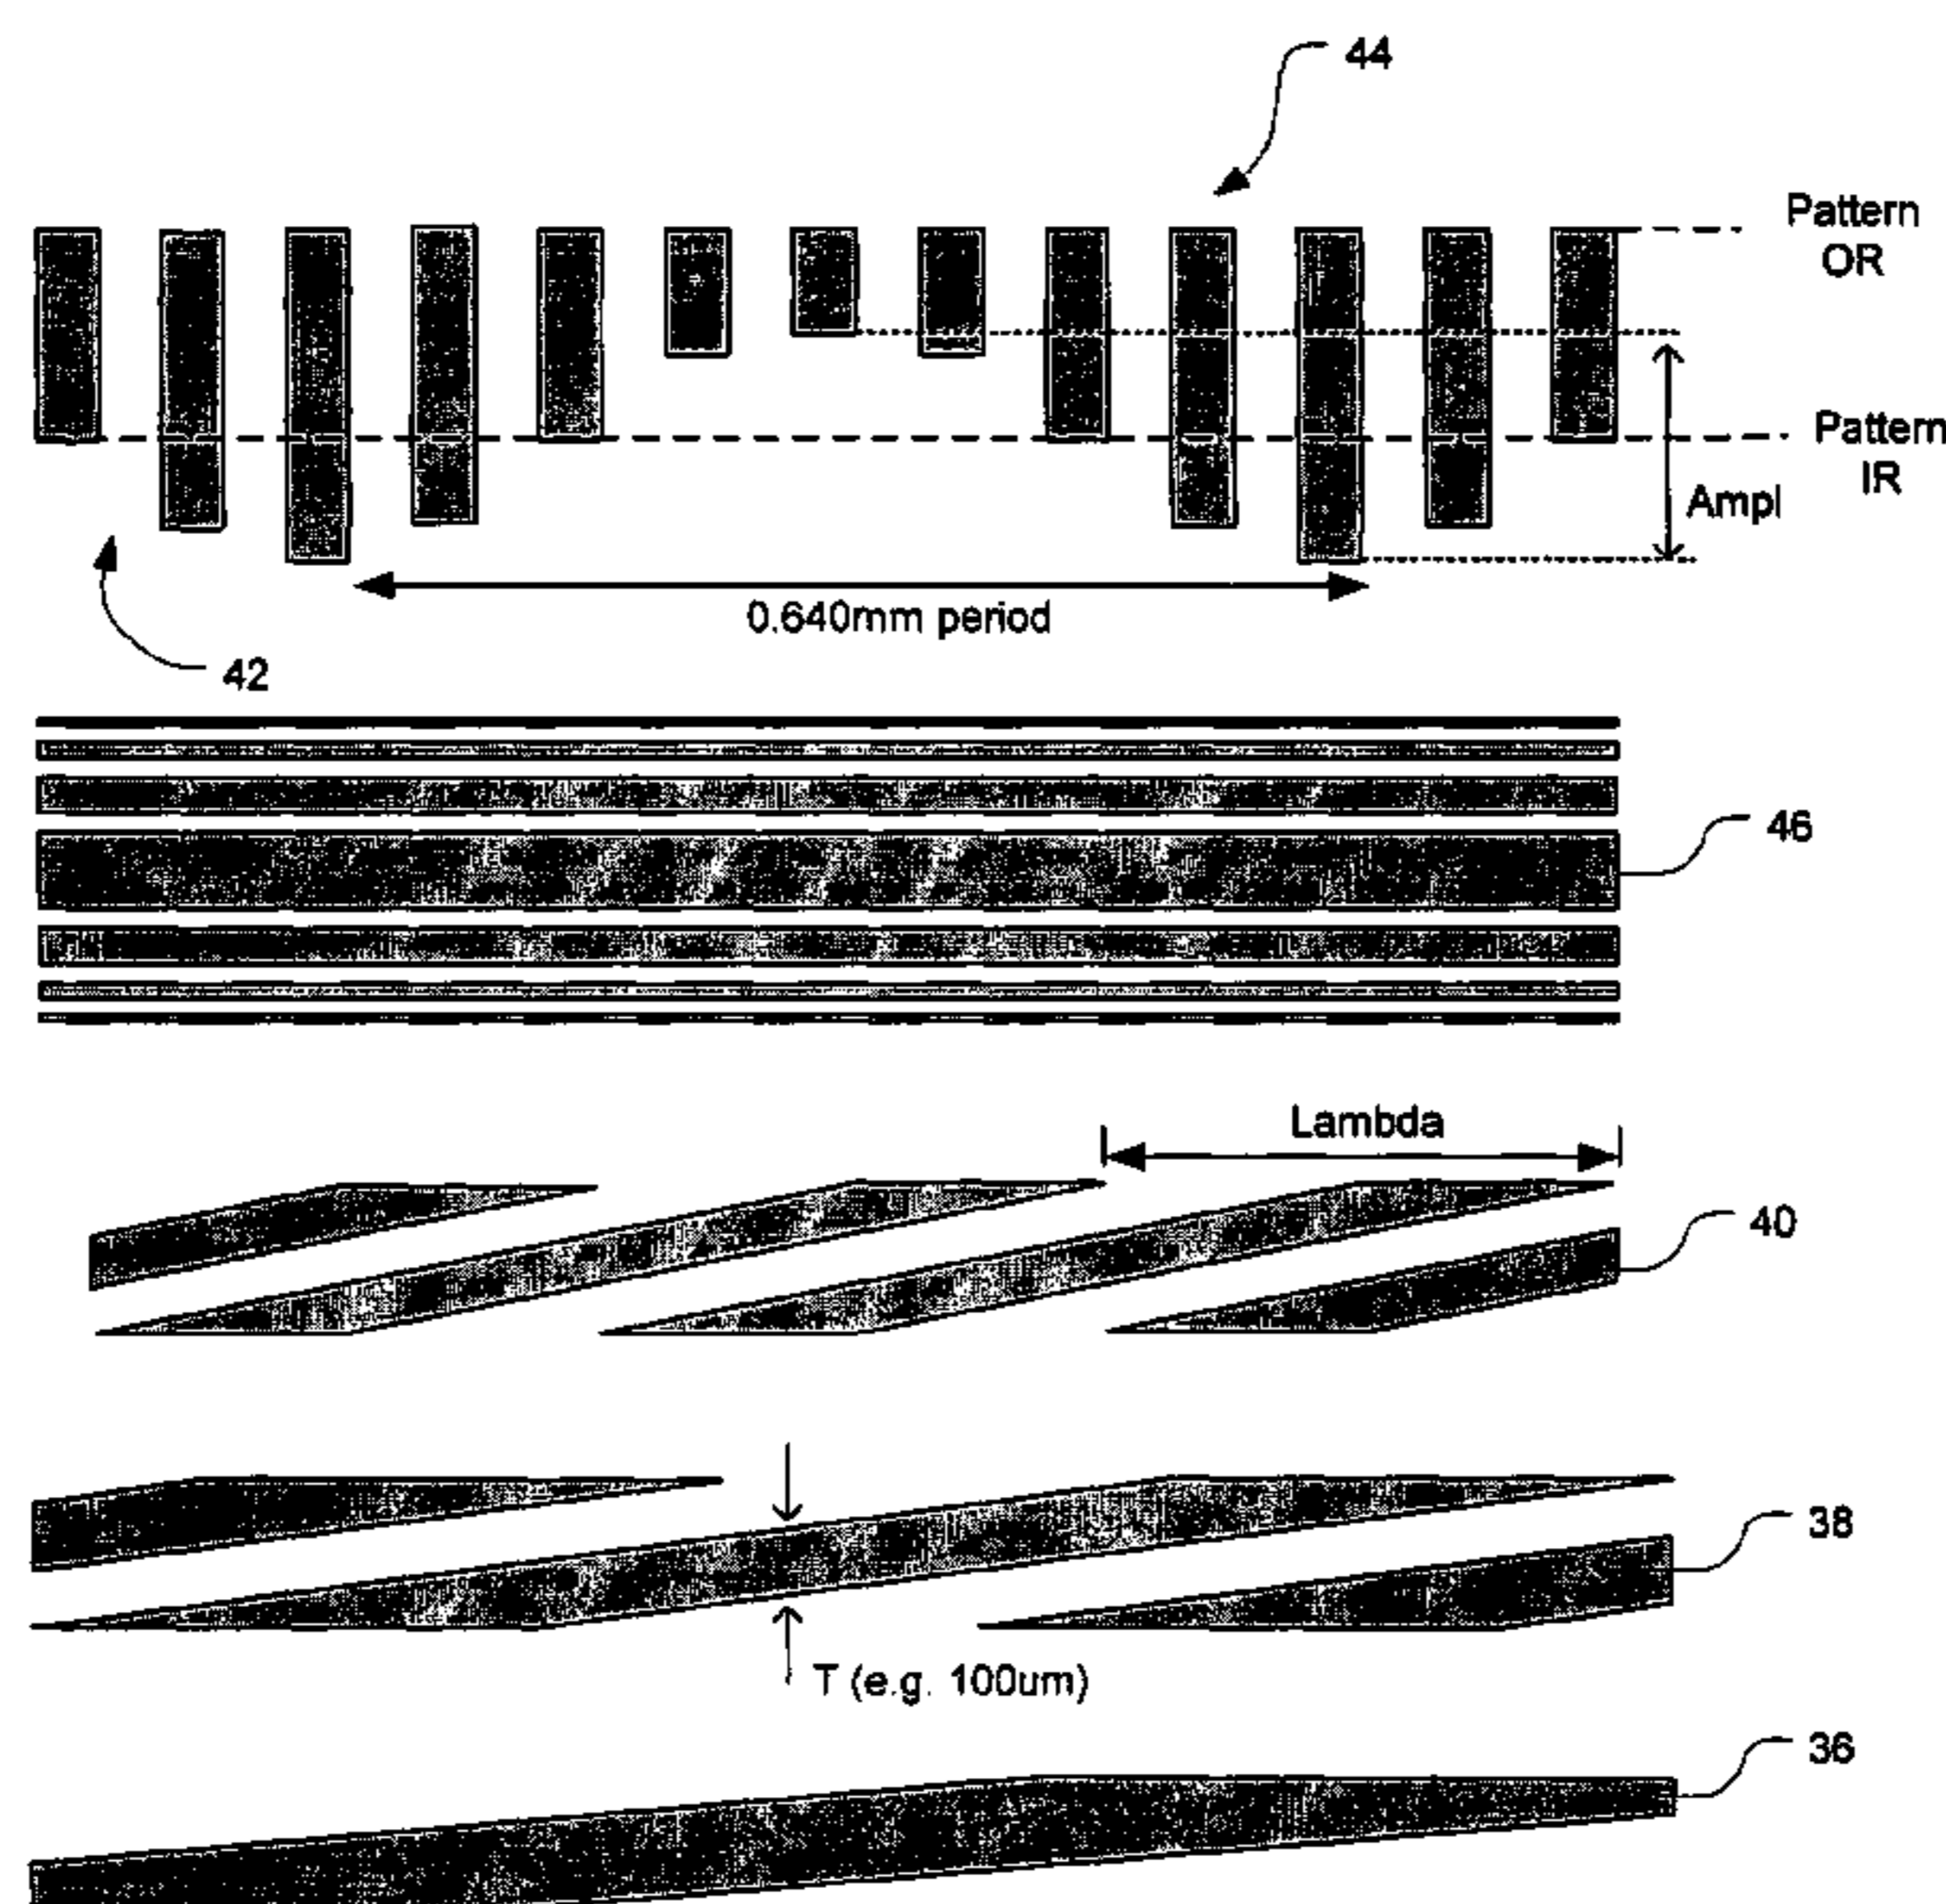 44
Pattern
OR
Pattern
IR
Ampl
0.640mm period
42
46
Lambda
40
38
T (e.g. 100um)
36